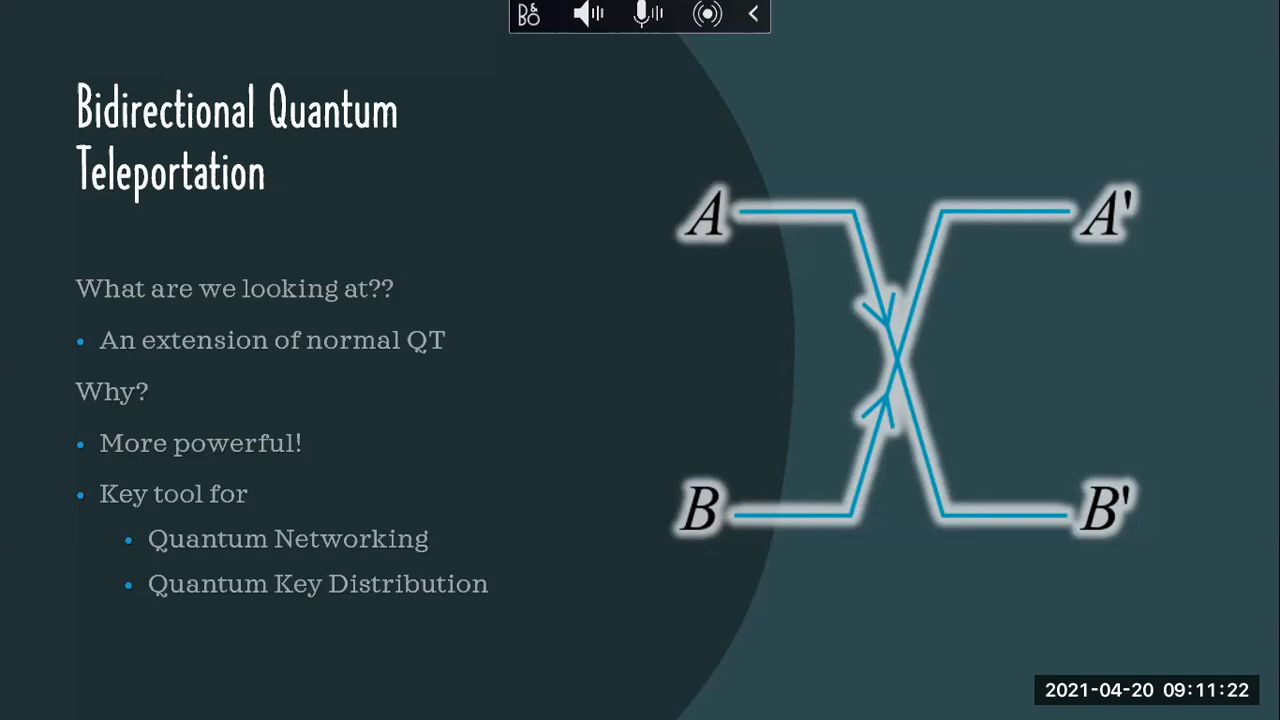 B&O
Bidirectional Quantum
Teleportation
What are we looking at??
• An extension of normal QT
Why?
• More powerful!
• Key tool for
• Quantum Networking
• Quantum Key Distribution
A A'
B B'
2021-04-20 09:11:22